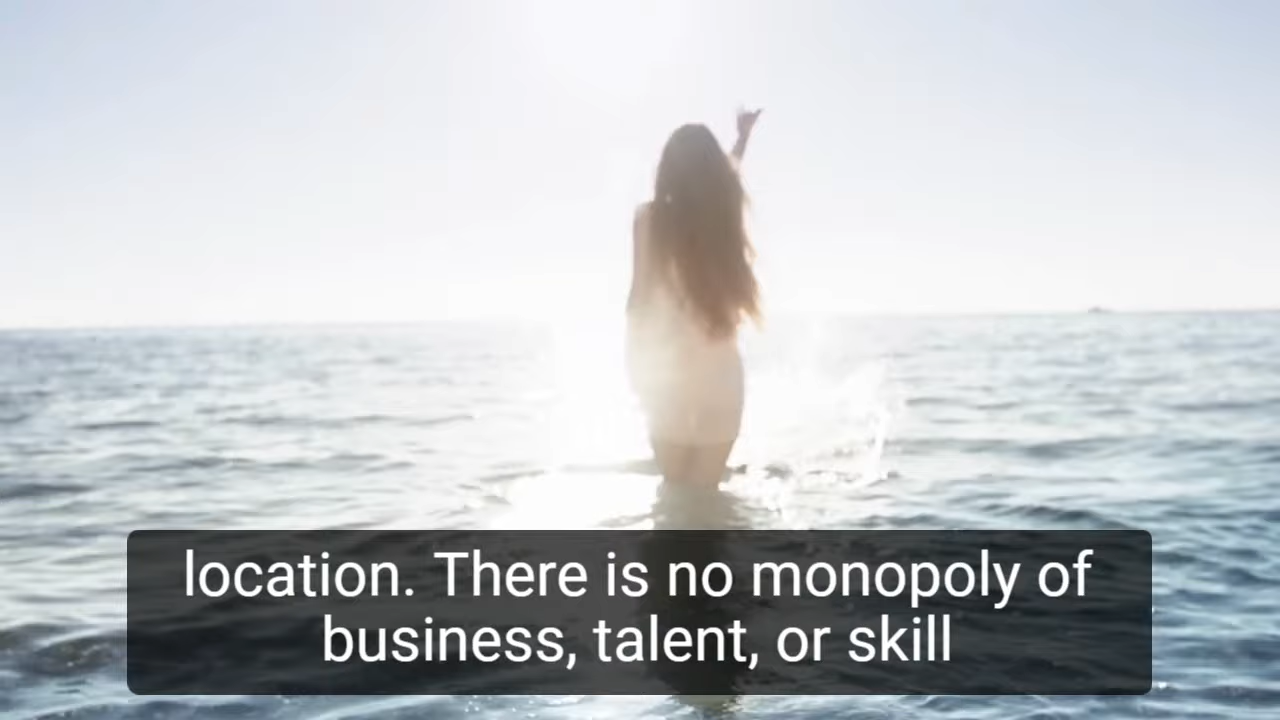 location. There is no monopoly of
business, talent, or skill